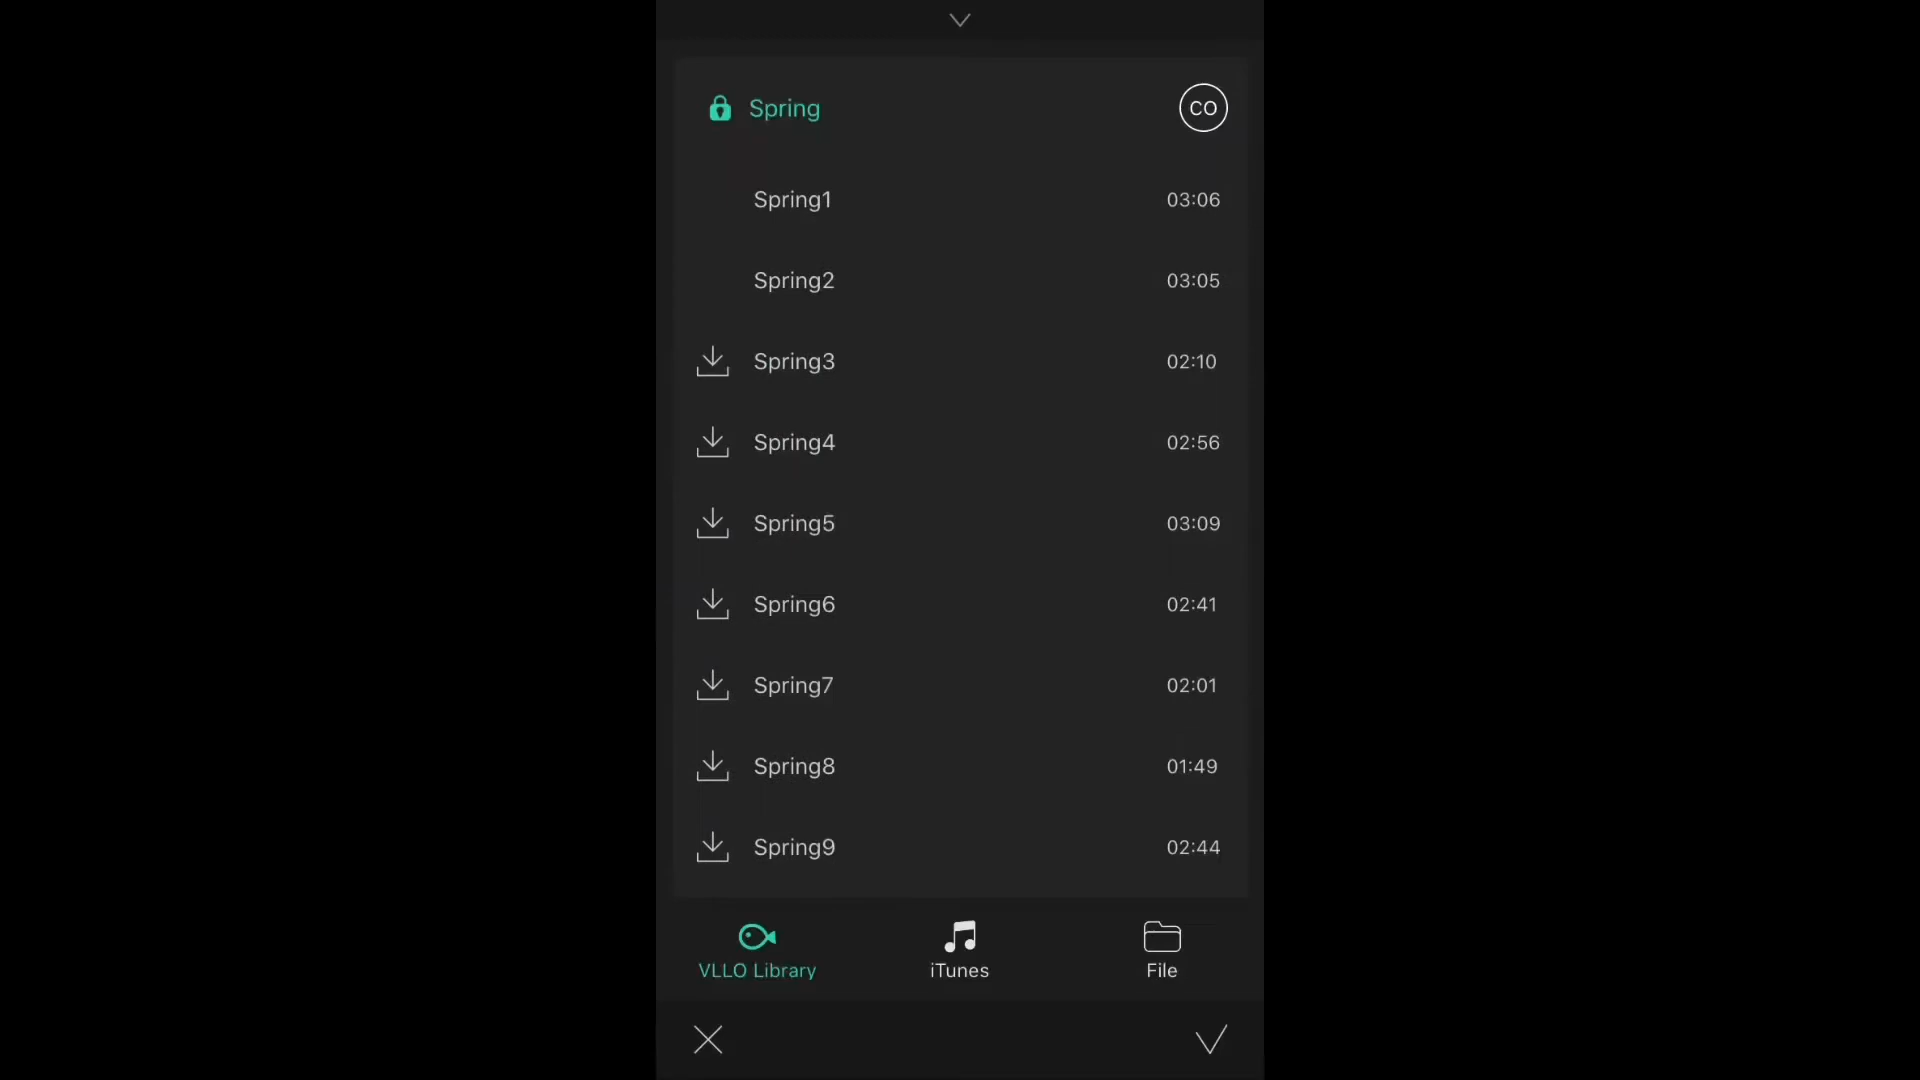 Spring CO
Spring1 03:06
Spring2 03:05
Spring3 02:10
Spring4 02:56
Spring5 03:09
Spring6 02:41
Spring7 02:01
Spring8 01:49
Spring9 02:44
VLLO Library iTunes File